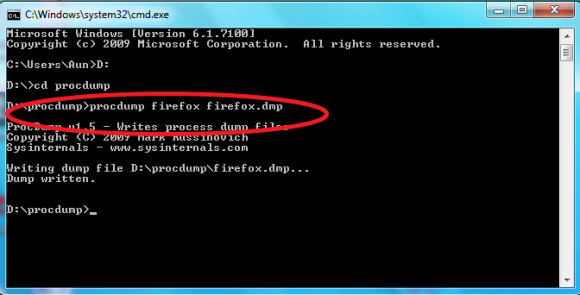 C:\Windows\system32\cmd.exe
Microsoft Windows [Version 6.1.7100]
Copyright (c) 2009 Microsoft Corporation.  All rights reserved.
C:\Users\Aun>D:
D:\>cd procdump
D:\procdump>procdump firefox firefox.dmp
ProcDump v1.5 - Writes process dump files
Copyright (C) 2009 Mark Russinovich
Sysinternals - www.sysinternals.com
Writing dump file D:\procdump\firefox.dmp...
Dump written.
D:\procdump>_